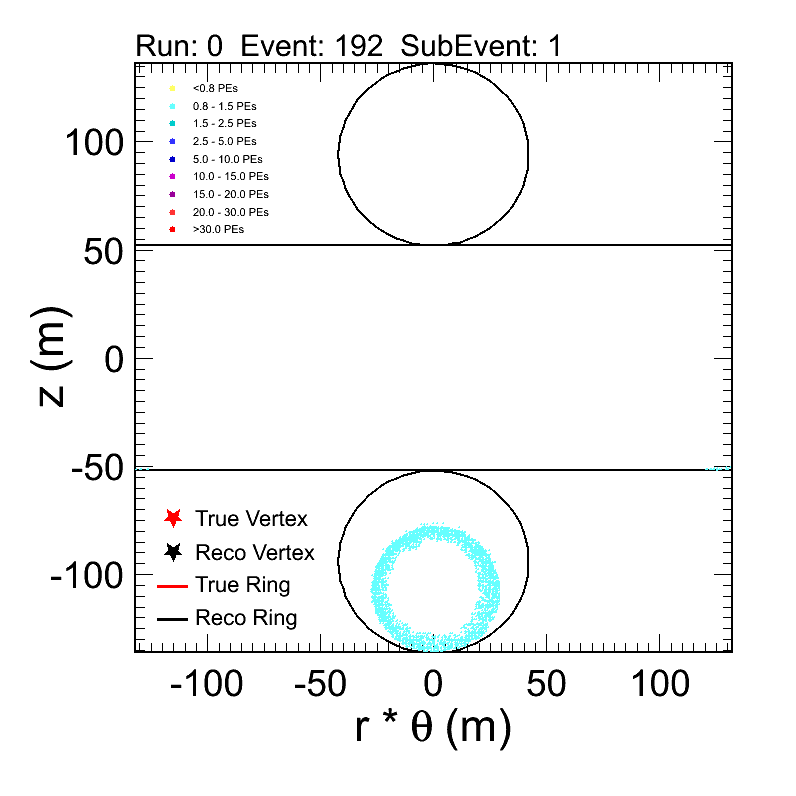 Run: 0  Event: 192  SubEvent: 1
<0.8 PEs
0.8 - 1.5 PEs
1.5 - 2.5 PEs
2.5 - 5.0 PEs
5.0 - 10.0 PEs
10.0 - 15.0 PEs
15.0 - 20.0 PEs
20.0 - 30.0 PEs
>30.0 PEs
100
50
0
-50
-100
z (m)
True Vertex
Reco Vertex
True Ring
Reco Ring
-100 -50 0 50 100
r * θ (m)